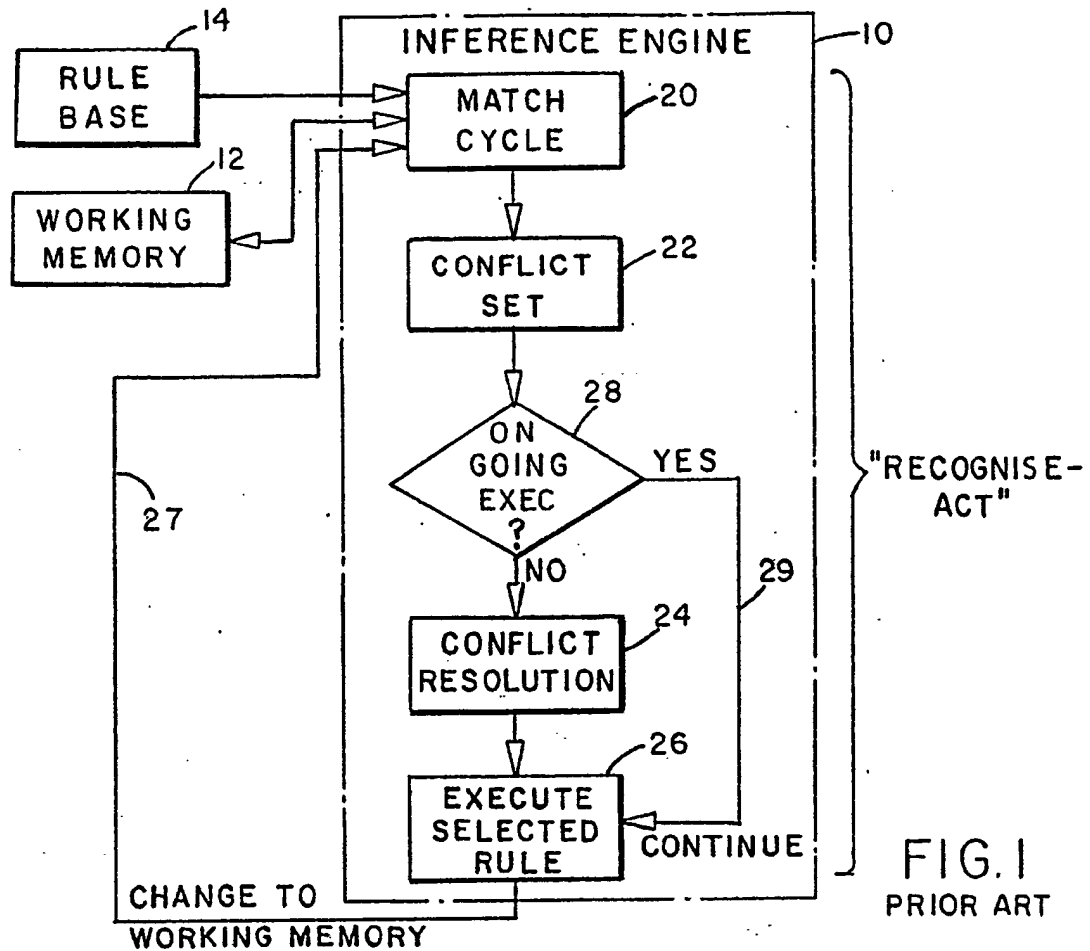 14
INFERENCE ENGINE
10
RULE
BASE
MATCH
CYCLE
20
12
WORKING
MEMORY
CONFLICT
SET
22
28
ON
GOING
EXEC
?
YES
"RECOGNISE-
ACT"
27
NO
29
24
CONFLICT
RESOLUTION
26
EXECUTE
SELECTED
RULE
CONTINUE
CHANGE TO
WORKING MEMORY
FIG. 1
PRIOR ART